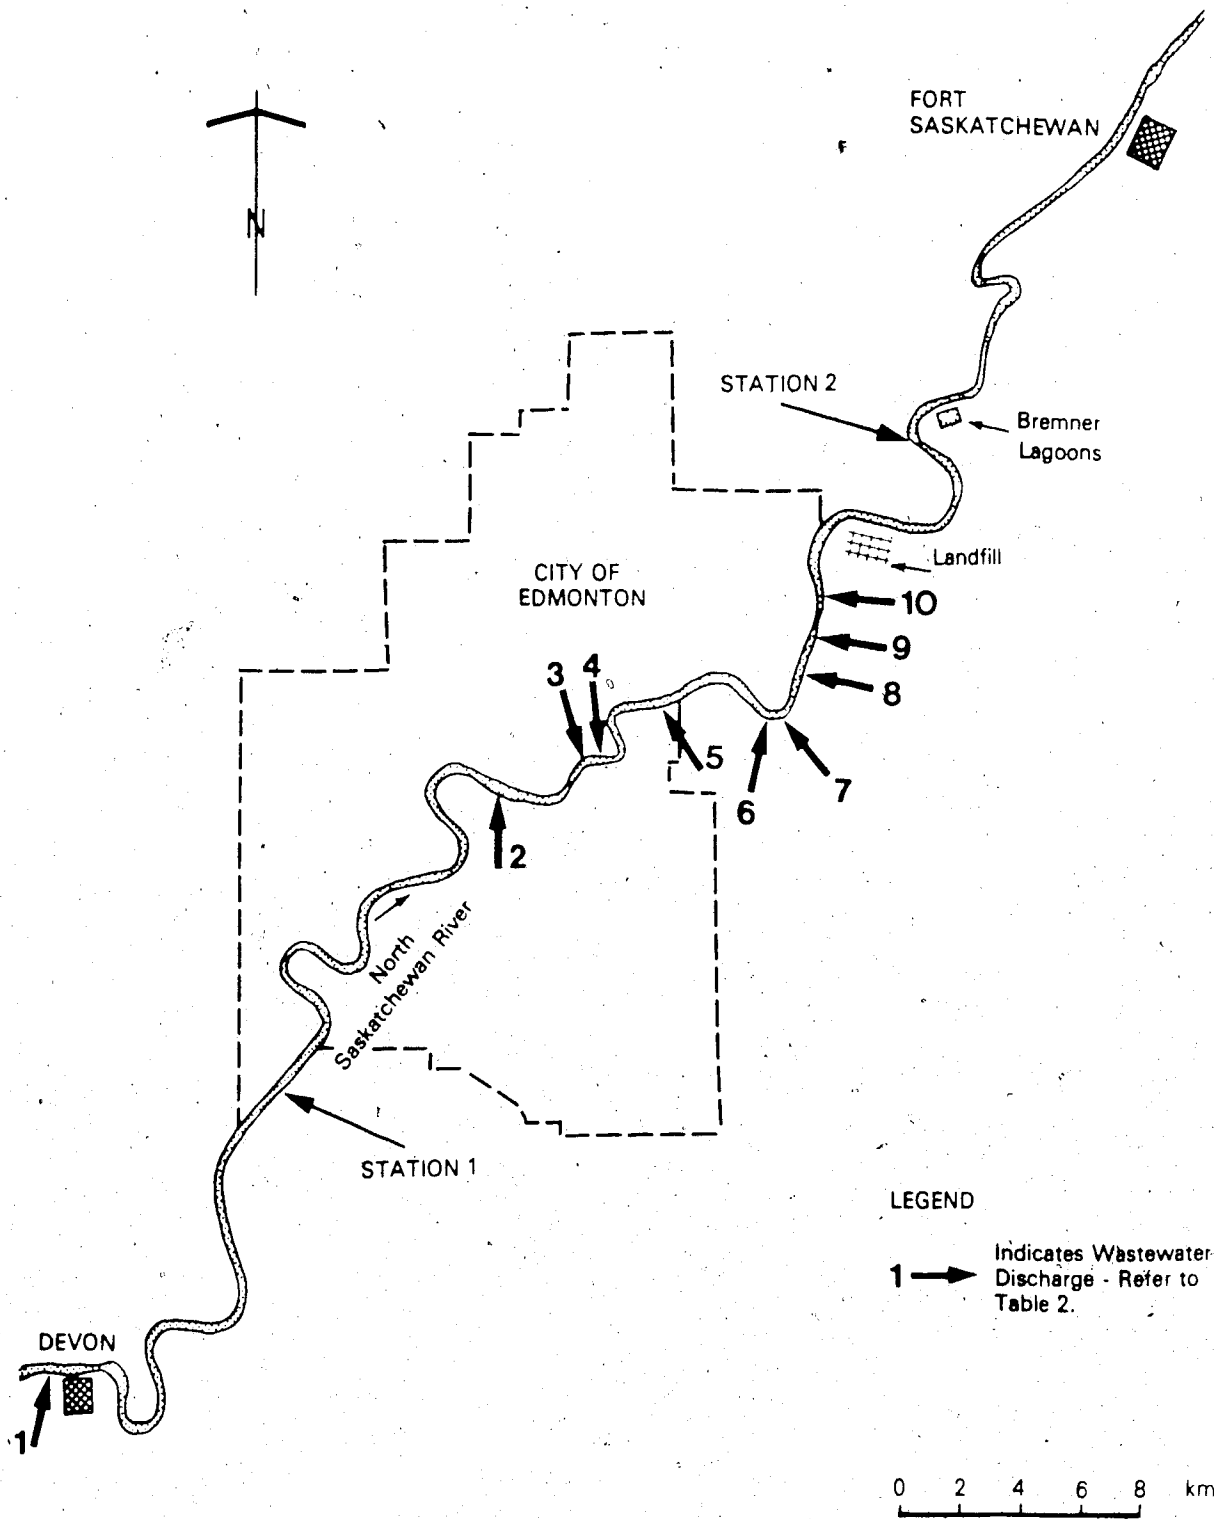 FORT
SASKATCHEWAN
N
STATION 2
Bremner
Lagoons
Landfill
CITY OF
EDMONTON
10
9
8
3
4
5
7
6
2
North
Saskatchewan River
STATION 1
LEGEND
1
Indicates Wastewater
Discharge - Refer to
Table 2.
DEVON
1
0 2 4 6 8 km